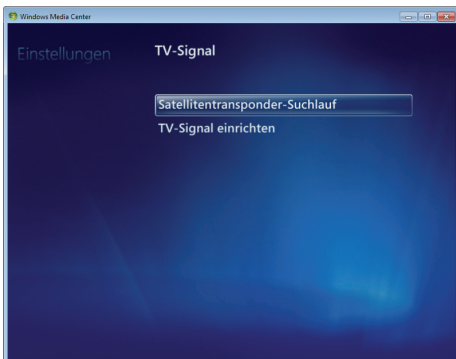 Windows Media Center
Einstellungen
TV-Signal
Satellitentransponder-Suchlauf
TV-Signal einrichten